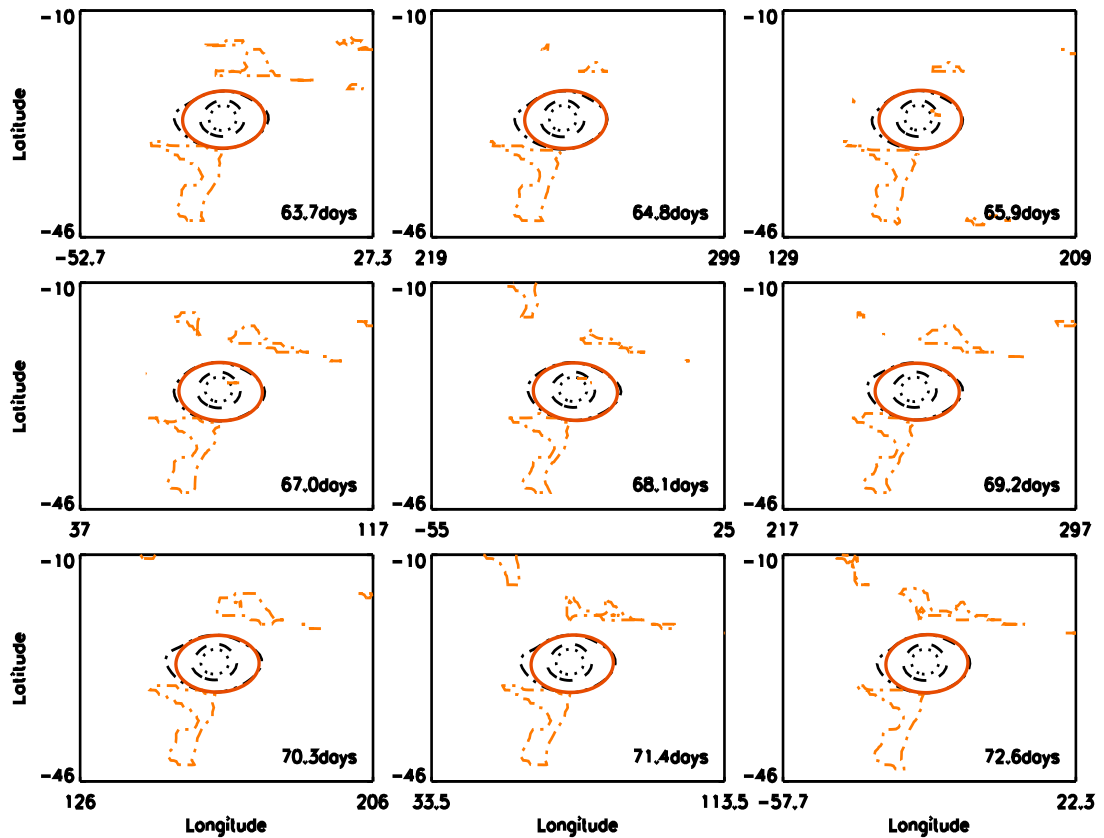 -10 -10 -10
Latitude
63.7days 64.8days 65.9days
-46 -46 -46
-52.7 27.3 219 299 129 209
-10 -10 -10
Latitude
67.0days 68.1days 69.2days
-46 -46 -46
37 117 -55 25 217 297
-10 -10 -10
Latitude
70.3days 71.4days 72.6days
-46 -46 -46
126 206 33.5 113.5 -57.7 22.3
Longitude Longitude Longitude